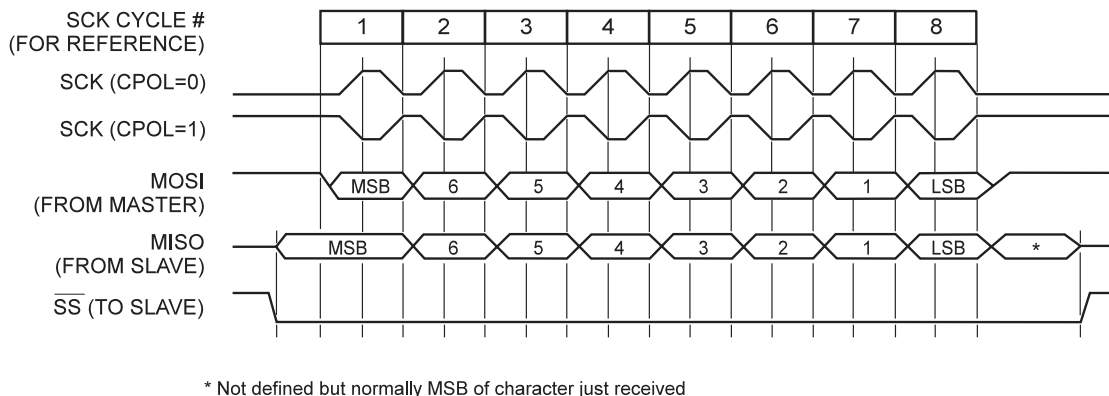 SCK CYCLE #
(FOR REFERENCE)
1 2 3 4 5 6 7 8
SCK (CPOL=0)
SCK (CPOL=1)
MOSI
(FROM MASTER)
MSB 6 5 4 3 2 1 LSB
MISO
(FROM SLAVE)
MSB 6 5 4 3 2 1 LSB *
SS (TO SLAVE)
* Not defined but normally MSB of character just received